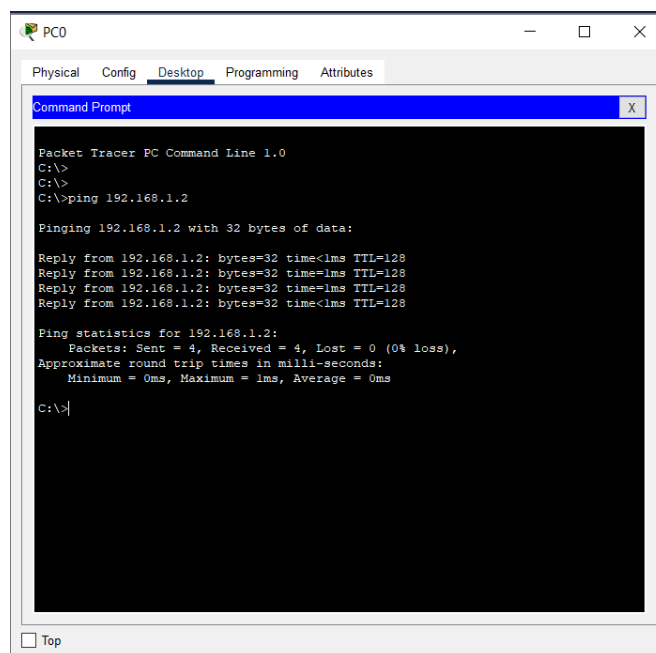 PC0
Physical Config Desktop Programming Attributes
Command Prompt X
Packet Tracer PC Command Line 1.0
C:\>
C:\>
C:\>ping 192.168.1.2
Pinging 192.168.1.2 with 32 bytes of data:
Reply from 192.168.1.2: bytes=32 time<1ms TTL=128
Reply from 192.168.1.2: bytes=32 time=1ms TTL=128
Reply from 192.168.1.2: bytes=32 time=1ms TTL=128
Reply from 192.168.1.2: bytes=32 time<1ms TTL=128
Ping statistics for 192.168.1.2:
Packets: Sent = 4, Received = 4, Lost = 0 (0% loss),
Approximate round trip times in milli-seconds:
Minimum = 0ms, Maximum = 1ms, Average = 0ms
C:\>
Top